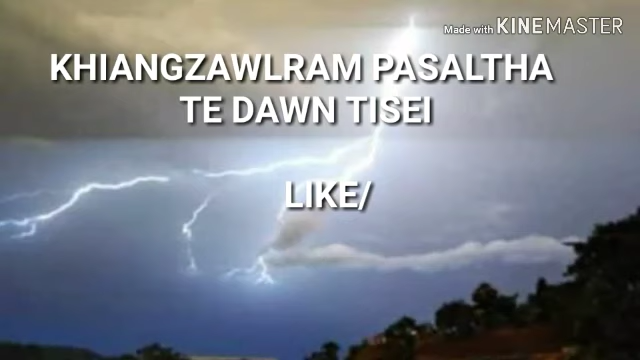 Made with KINEMASTER
KHIANGZAWLRAM PASALTHA
TE DAWN TISEI
LIKE/